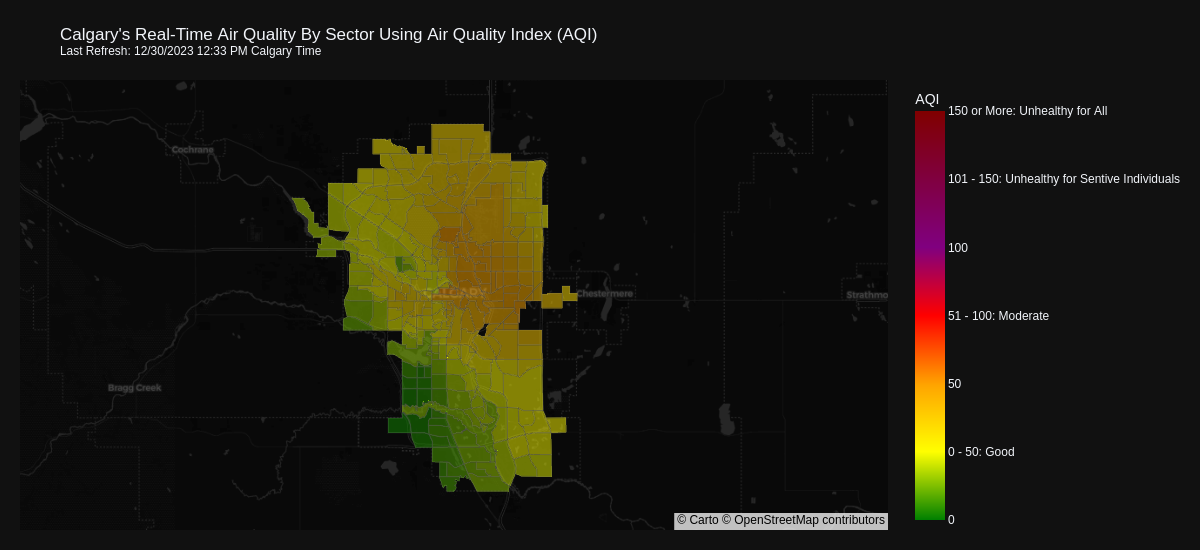 Calgary's Real-Time Air Quality By Sector Using Air Quality Index (AQI)
Last Refresh: 12/30/2023 12:33 PM Calgary Time
AQI
150 or More: Unhealthy for All
Cochrane
101 - 150: Unhealthy for Sentive Individuals
100
CALGARY
Chestermere
Strathmo
51 - 100: Moderate
Bragg Creek
50
0 - 50: Good
0
© Carto © OpenStreetMap contributors